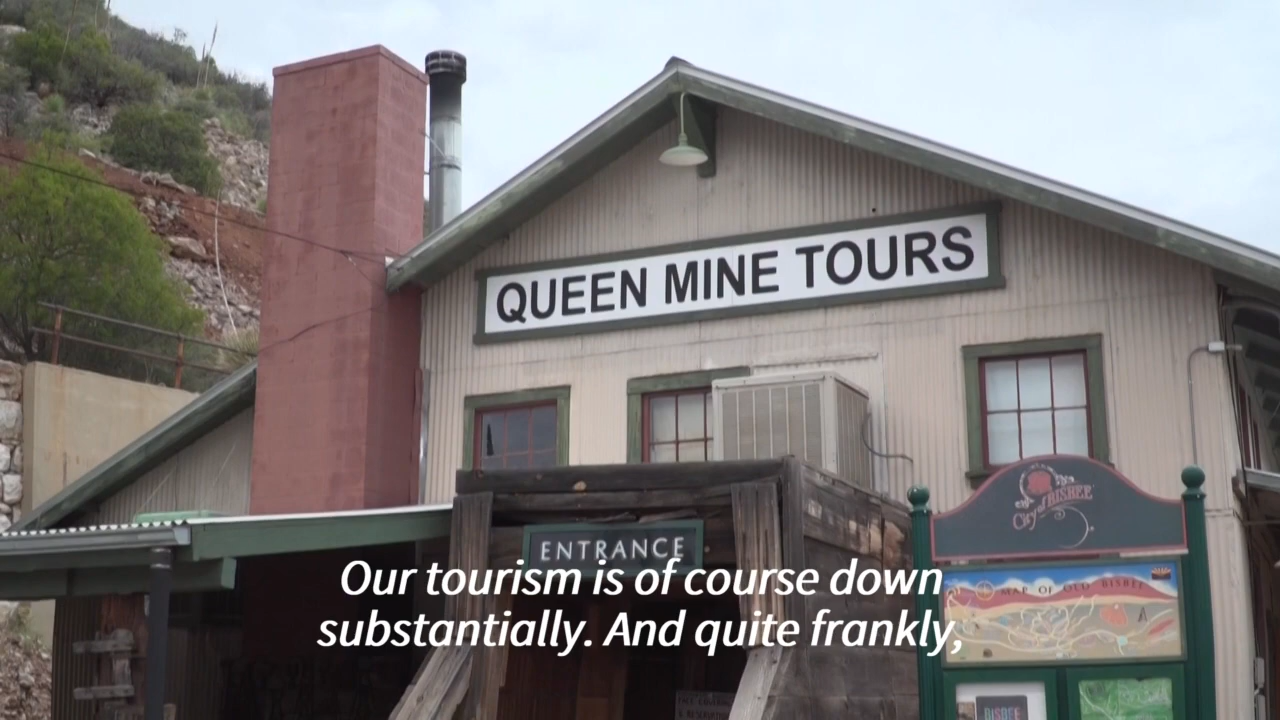 QUEEN MINE TOURS
City of BISBEE
ENTRANCE
MAP OF OLD BISBEE
Our tourism is of course down
substantially. And quite frankly,
BISBEE